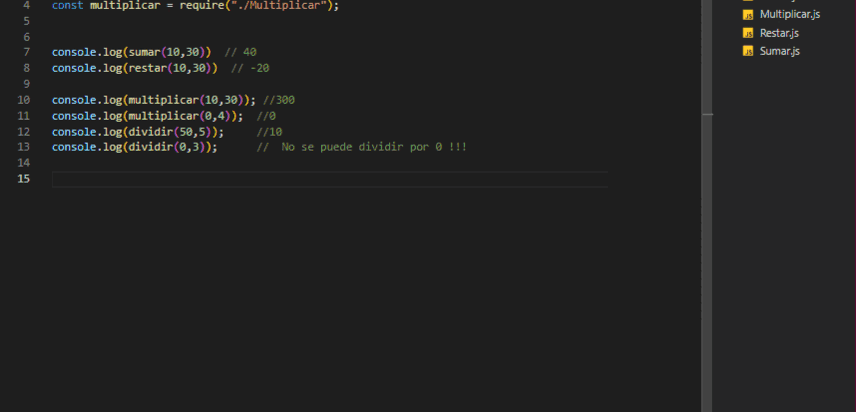 4 const multiplicar = require("./Multiplicar");
5
6
7 console.log(sumar(10,30)) // 40
8 console.log(restar(10,30)) // -20
9
10 console.log(multiplicar(10,30)); //300
11 console.log(multiplicar(0,4)); //0
12 console.log(dividir(50,5)); //10
13 console.log(dividir(0,3)); // No se puede dividir por 0 !!!
14
15
JS Multiplicar.js
JS Restar.js
JS Sumar.js